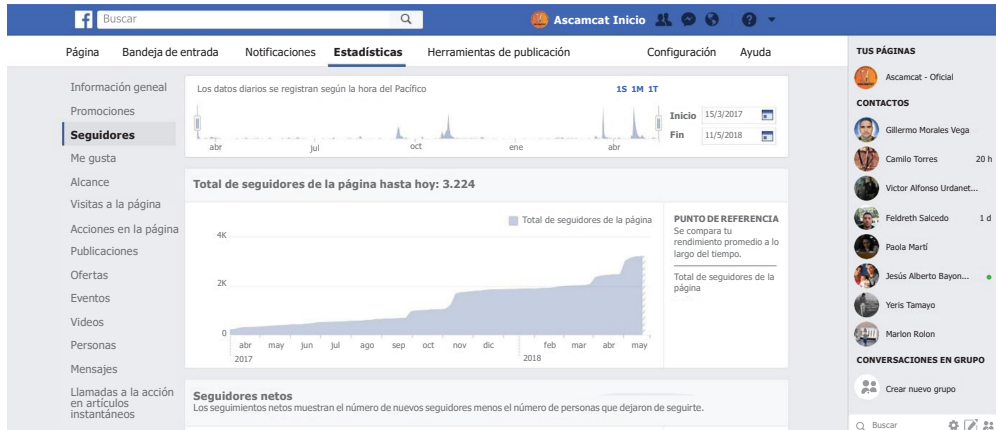 Buscar
Ascamcat Inicio
Página Bandeja de entrada Notificaciones Estadísticas Herramientas de publicación Configuración Ayuda
Información geneal
Promociones
Seguidores
Me gusta
Alcance
Visitas a la página
Acciones en la página
Publicaciones
Ofertas
Eventos
Videos
Personas
Mensajes
Llamadas a la acción
en artículos
instantáneos
Los datos diarios se registran según la hora del Pacífico
1S 1M 1T
Inicio 15/3/2017
Fin 11/5/2018
abr jul oct ene abr
Total de seguidores de la página hasta hoy: 3.224
Total de seguidores de la página
4K
2K
0
abr may jun jul ago sep oct nov dic feb mar abr may
2017 2018
PUNTO DE REFERENCIA
Se compara tu
rendimiento promedio a lo
largo del tiempo.
Total de seguidores de la
página
Seguidores netos
Los seguimientos netos muestran el número de nuevos seguidores menos el número de personas que dejaron de seguirte.
TUS PÁGINAS
Ascamcat - Oficial
CONTACTOS
Gillermo Morales Vega
Camilo Torres 20 h
Victor Alfonso Urdanet...
Feldreth Salcedo 1 d
Paola Martí
Jesús Alberto Bayon...
Yeris Tamayo
Marlon Rolon
CONVERSACIONES EN GRUPO
Crear nuevo grupo
Buscar